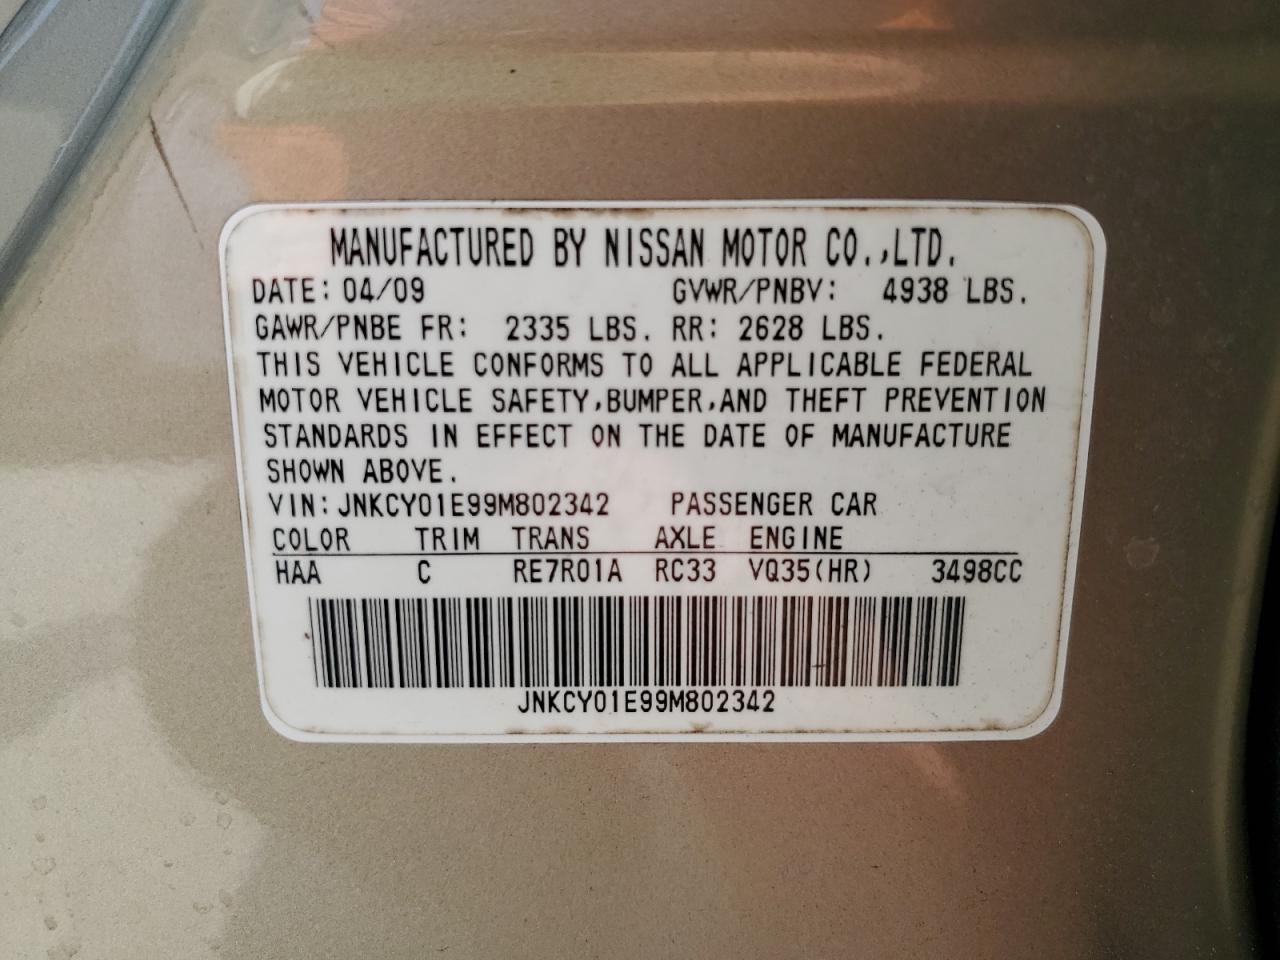 MANUFACTURED BY NISSAN MOTOR CO.,LTD.
DATE: 04/09 GVWR/PNBV: 4938 LBS.
GAWR/PNBE FR: 2335 LBS. RR: 2628 LBS.
THIS VEHICLE CONFORMS TO ALL APPLICABLE FEDERAL
MOTOR VEHICLE SAFETY,BUMPER,AND THEFT PREVENTION
STANDARDS IN EFFECT ON THE DATE OF MANUFACTURE
SHOWN ABOVE.
VIN:JNKCY01E99M802342 PASSENGER CAR
COLOR TRIM TRANS AXLE ENGINE
HAA C RE7R01A RC33 VQ35(HR) 3498CC
JNKCY01E99M802342